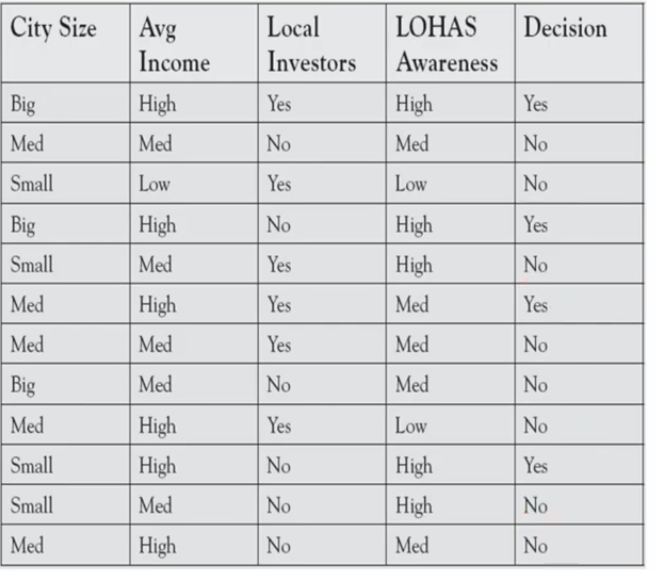 City Size Avg Income Local Investors LOHAS Awareness Decision
Big High Yes High Yes
Med Med No Med No
Small Low Yes Low No
Big High No High Yes
Small Med Yes High No
Med High Yes Med Yes
Med Med Yes Med No
Big Med No Med No
Med High Yes Low No
Small High No High Yes
Small Med No High No
Med High No Med No